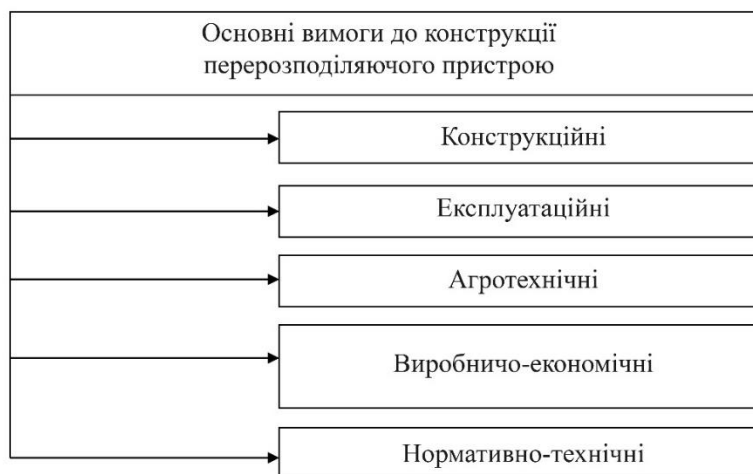 Основні вимоги до конструкції
перерозподіляючого пристрою
Конструкційні
Експлуатаційні
Агротехнічні
Виробничо-економічні
Нормативно-технічні